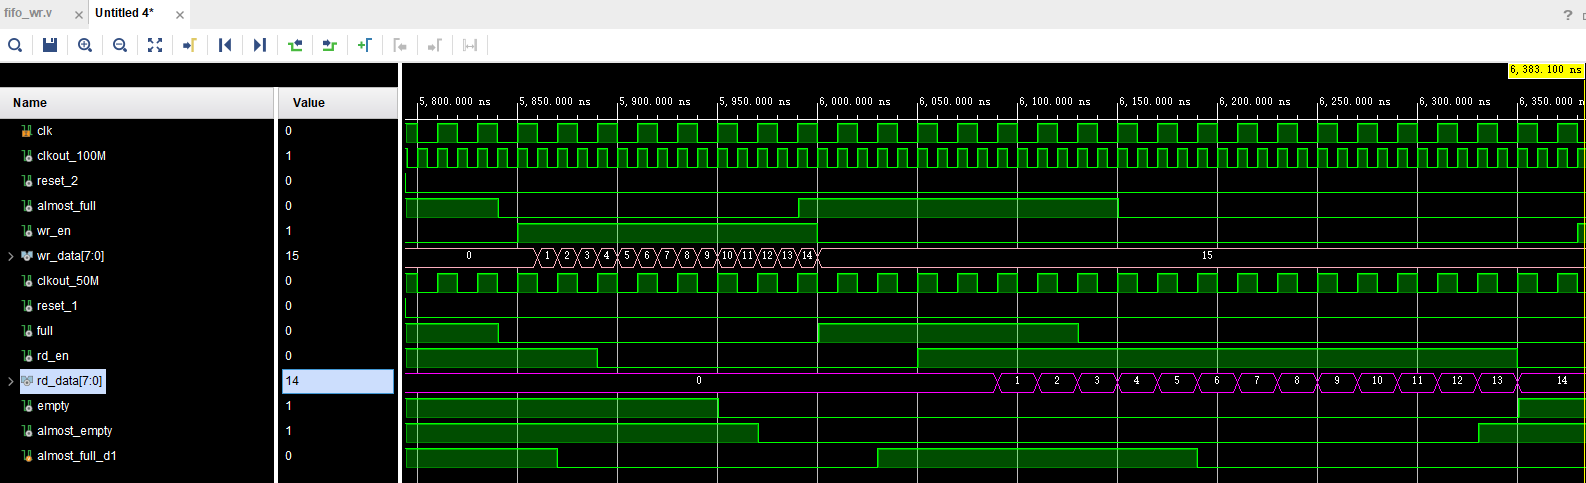 fifo_wr.v × Untitled 4* ×
?
6,383.100 ns
Name Value
5,800.000 ns 5,850.000 ns 5,900.000 ns 5,950.000 ns 6,000.000 ns 6,050.000 ns 6,100.000 ns 6,150.000 ns 6,200.000 ns 6,250.000 ns 6,300.000 ns 6,350.000 ns
clk 0
clkout_100M 1
reset_2 0
almost_full 0
wr_en 1
wr_data[7:0] 15 0 1 2 3 4 5 6 7 8 9 10 11 12 13 14 15
clkout_50M 0
reset_1 0
full 0
rd_en 0
rd_data[7:0] 14 0 1 2 3 4 5 6 7 8 9 10 11 12 13 14
empty 1
almost_empty 1
almost_full_d1 0